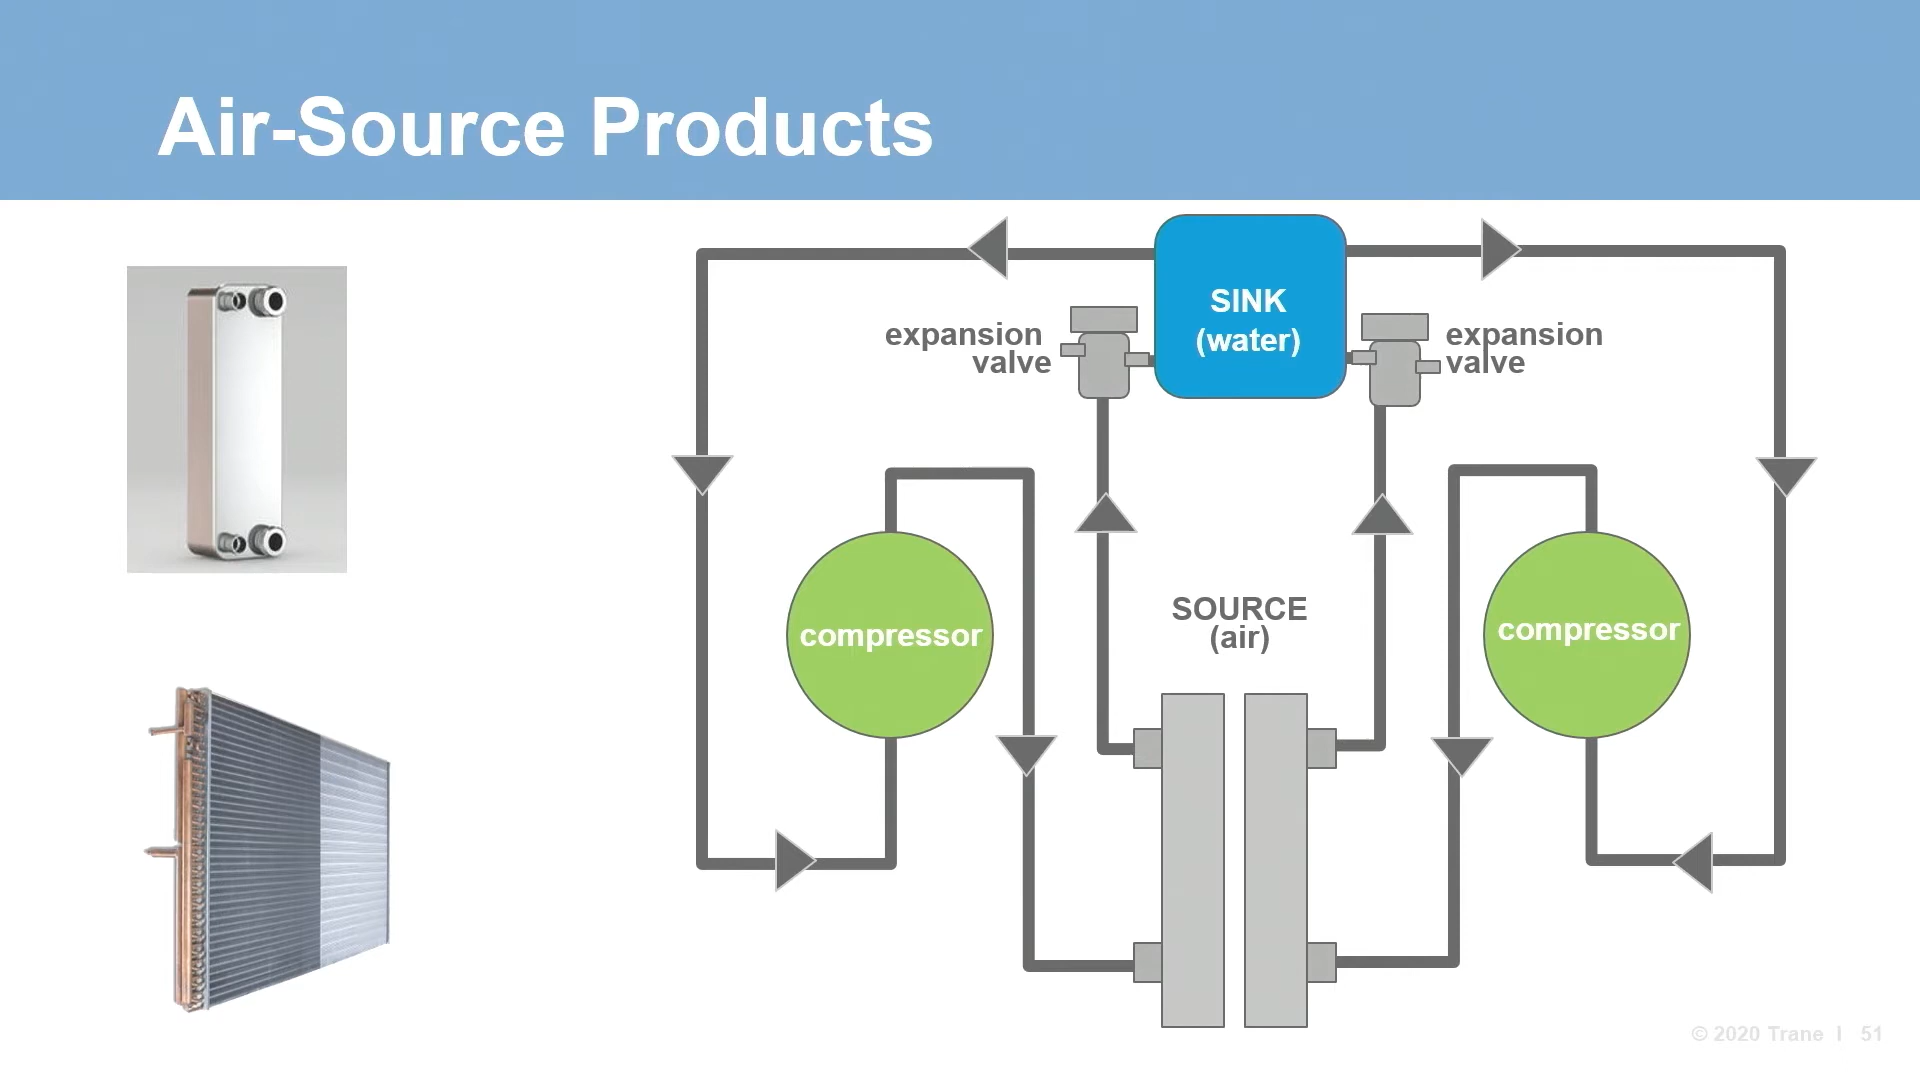 Air-Source Products
SINK
(water)
expansion
valve
expansion
valve
compressor
SOURCE
(air)
compressor
© 2020 Trane | 51